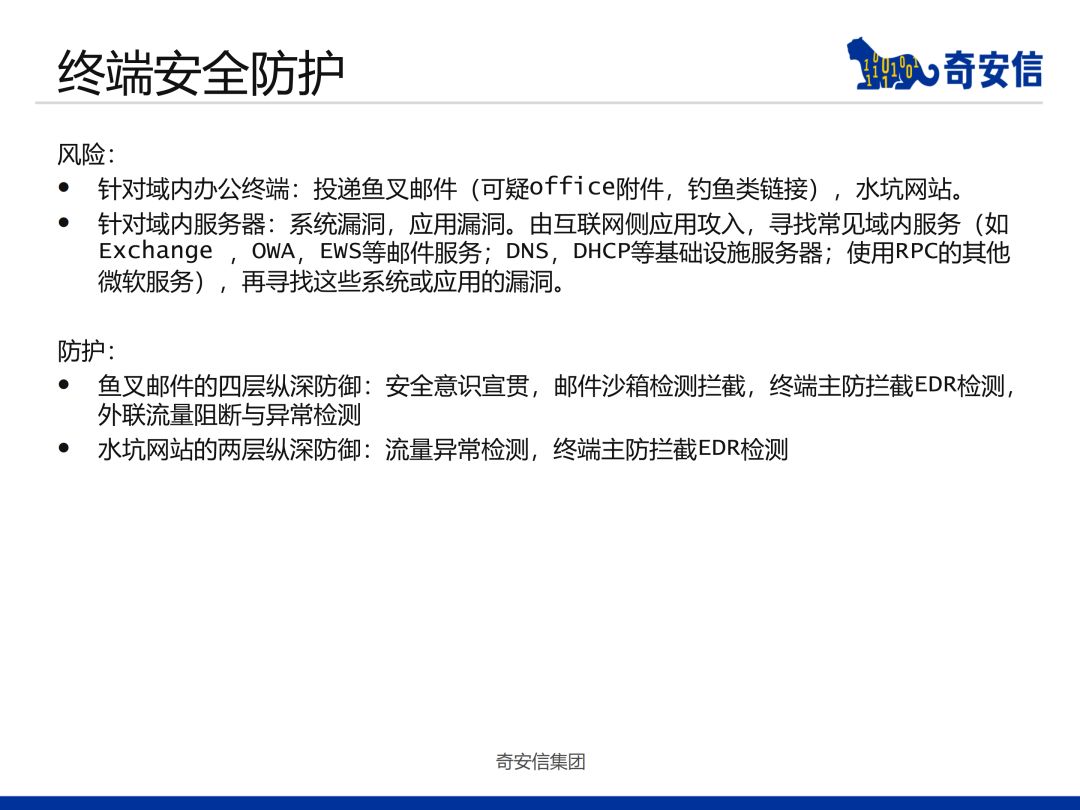 终端安全防护
奇安信
风险：
• 针对域内办公终端：投递鱼叉邮件（可疑office附件，钓鱼类链接），水坑网站。
• 针对域内服务器：系统漏洞，应用漏洞。由互联网侧应用攻入，寻找常见域内服务（如
Exchange ，OWA，EWS等邮件服务；DNS，DHCP等基础设施服务器；使用RPC的其他
微软服务），再寻找这些系统或应用的漏洞。
防护：
• 鱼叉邮件的四层纵深防御：安全意识宣贯，邮件沙箱检测拦截，终端主防拦截EDR检测，
外联流量阻断与异常检测
• 水坑网站的两层纵深防御：流量异常检测，终端主防拦截EDR检测
奇安信集团